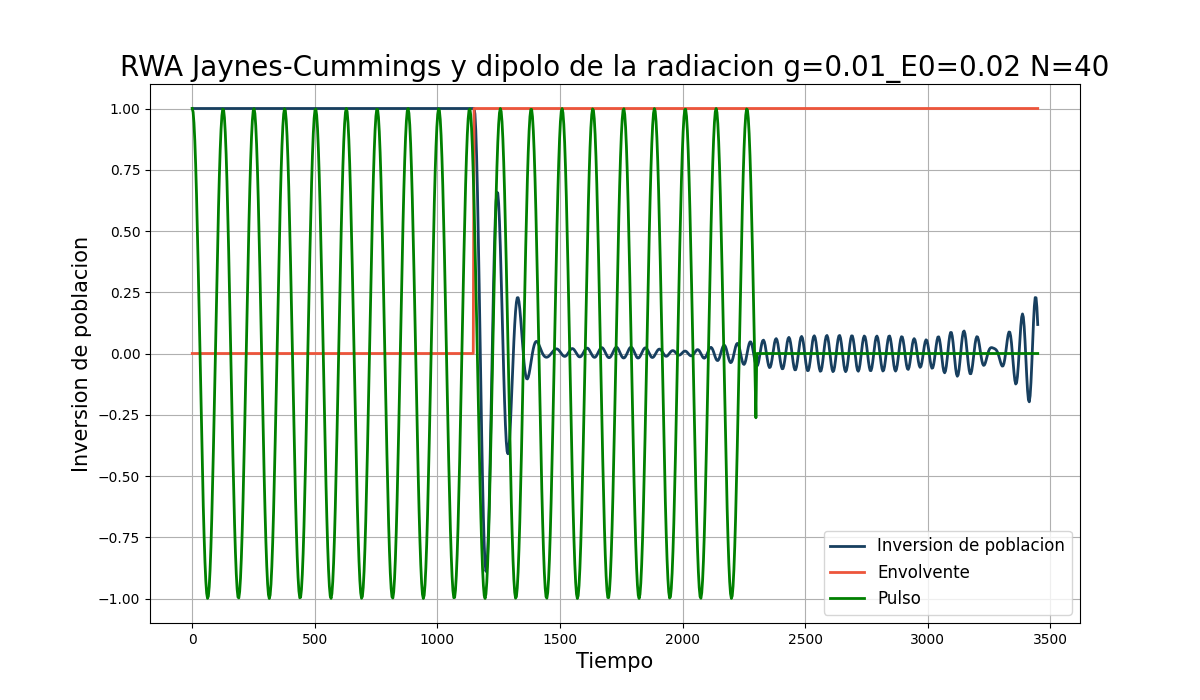 RWA Jaynes-Cummings y dipolo de la radiacion g=0.01_E0=0.02 N=40
Inversion de poblacion
1.00
0.75
0.50
0.25
0.00
−0.25
−0.50
−0.75
−1.00
Inversion de poblacion
Envolvente
Pulso
0 500 1000 1500 2000 2500 3000 3500
Tiempo